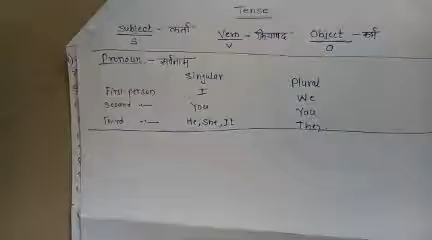 Tense
Subject - कर्ता Verb - क्रियापद Object - कर्म
S V O
Pronoun - सर्वनाम
Singular Plural
First person I We
Second -〃- You You
Third -〃- He, She, It They